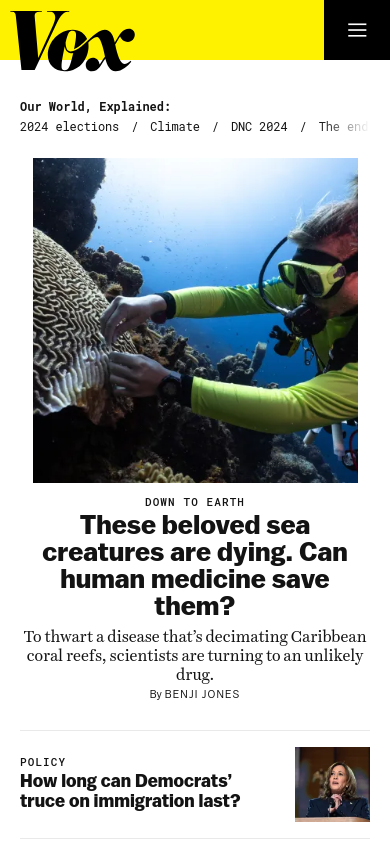 Vox
Our World, Explained:
2024 elections / Climate / DNC 2024 / The end
DOWN TO EARTH
These beloved sea
creatures are dying. Can
human medicine save
them?
To thwart a disease that’s decimating Caribbean
coral reefs, scientists are turning to an unlikely
drug.
By BENJI JONES
POLICY
How long can Democrats’
truce on immigration last?